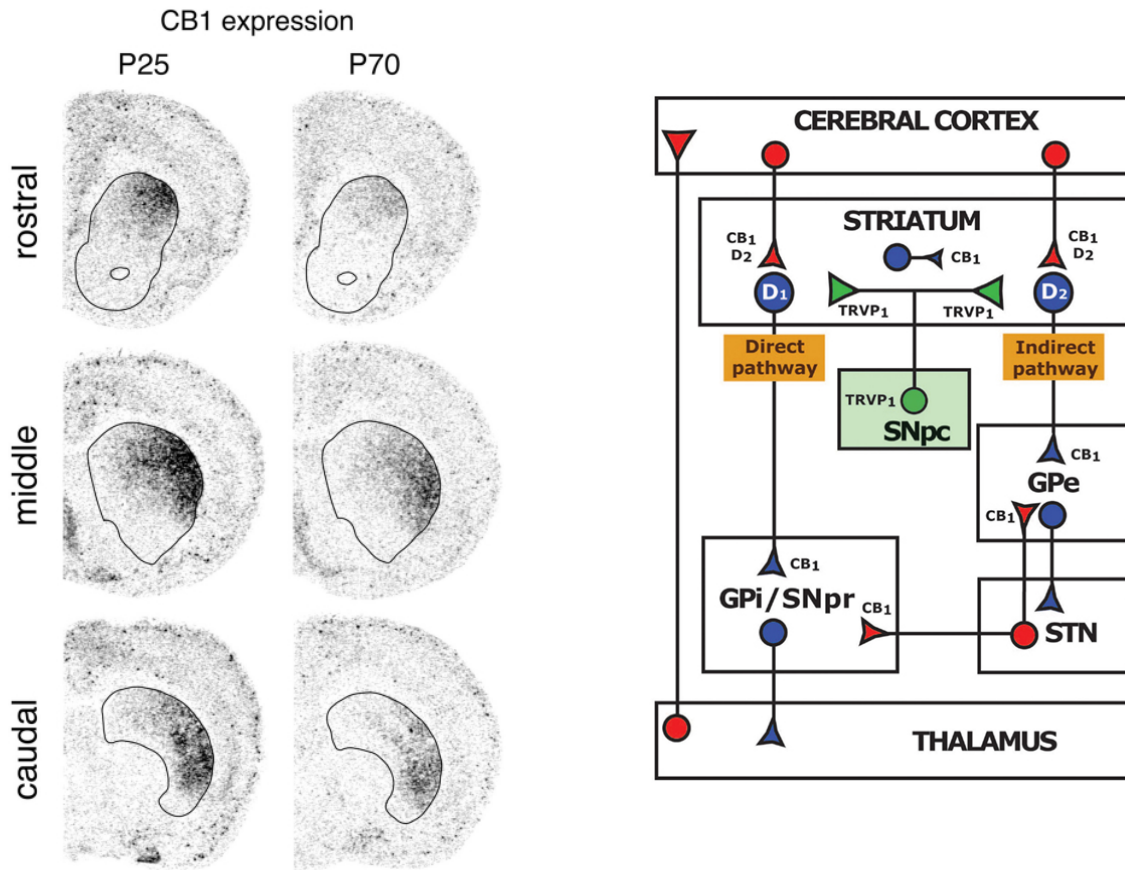 CB1 expression
P25 P70
rostral
middle
caudal
CEREBRAL CORTEX
STRIATUM
CB1
D2
CB1
CB1
D2
D1
D2
TRVP1
TRVP1
Direct
pathway
Indirect
pathway
TRVP1
SNpc
CB1
GPe
CB1
CB1
GPi/SNpr
CB1
STN
THALAMUS